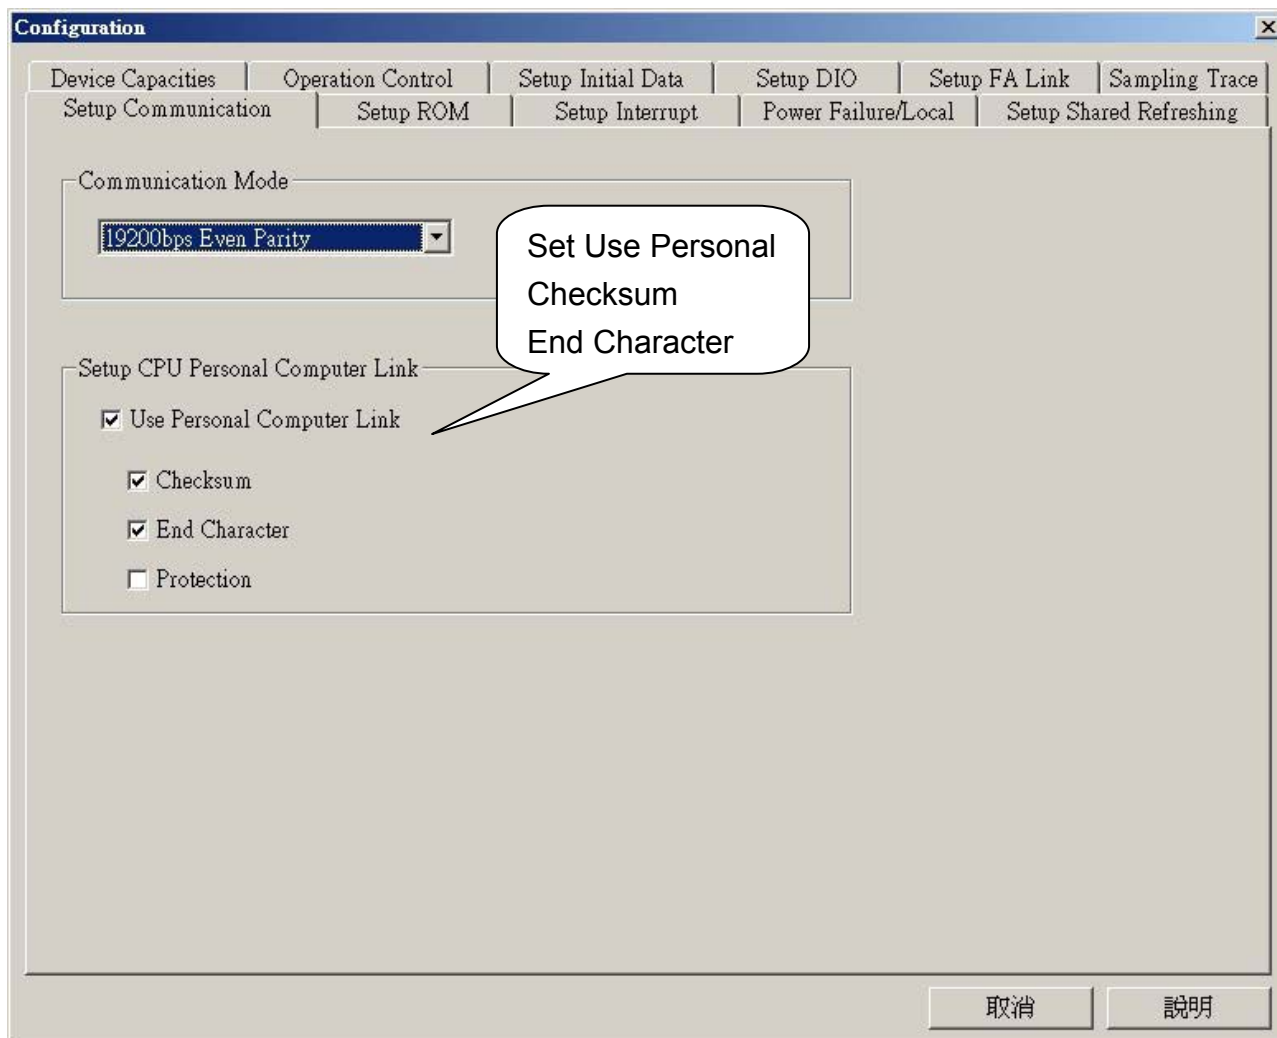 Configuration
Device Capacities
Operation Control
Setup Initial Data
Setup DIO
Setup FA Link
Sampling Trace
Setup Communication
Setup ROM
Setup Interrupt
Power Failure/Local
Setup Shared Refreshing
Communication Mode
19200bps Even Parity
Set Use Personal
Checksum
End Character
Setup CPU Personal Computer Link
Use Personal Computer Link
Checksum
End Character
Protection
取消
說明